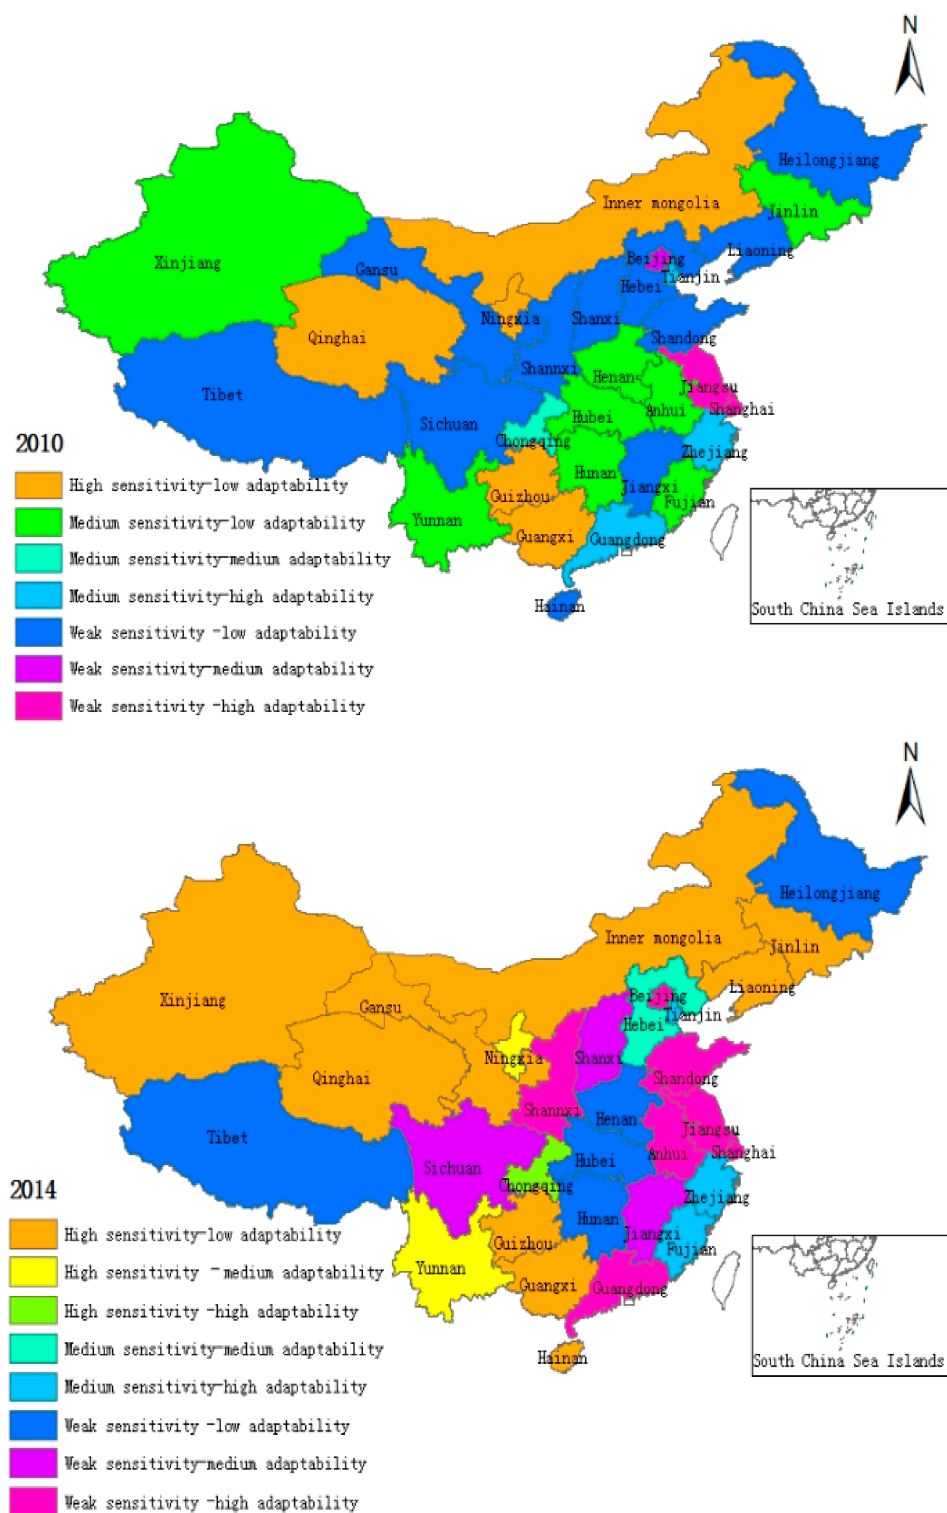 N
Heilongjiang
Inner mongolia
Jinlin
Liaoning
Xinjiang
Gansu
Beijing
Tianjin
Hebei
Ningxia
Shanxi
Shandong
Qinghai
Shannxi
Henan
Jiangsu
Tibet
Sichuan
Hubei
Anhui
Shanghai
Chongqing
Zhejiang
Hunan
Jiangxi
Fujian
Guizhou
Yunnan
Guangxi
Guangdong
Hainan
South China Sea Islands
2010
High sensitivity-low adaptability
Medium sensitivity-low adaptability
Medium sensitivity-medium adaptability
Medium sensitivity-high adaptability
Weak sensitivity -low adaptability
Weak sensitivity-medium adaptability
Weak sensitivity -high adaptability
N
Heilongjiang
Inner mongolia
Jinlin
Liaoning
Xinjiang
Gansu
Beijing
Tianjin
Hebei
Ningxia
Shanxi
Shandong
Qinghai
Shannxi
Henan
Jiangsu
Tibet
Sichuan
Hubei
Anhui
Shanghai
Chongqing
Zhejiang
Hunan
Jiangxi
Fujian
Guizhou
Yunnan
Guangxi
Guangdong
Hainan
South China Sea Islands
2014
High sensitivity-low adaptability
High sensitivity -medium adaptability
High sensitivity -high adaptability
Medium sensitivity-medium adaptability
Medium sensitivity-high adaptability
Weak sensitivity -low adaptability
Weak sensitivity-medium adaptability
Weak sensitivity -high adaptability